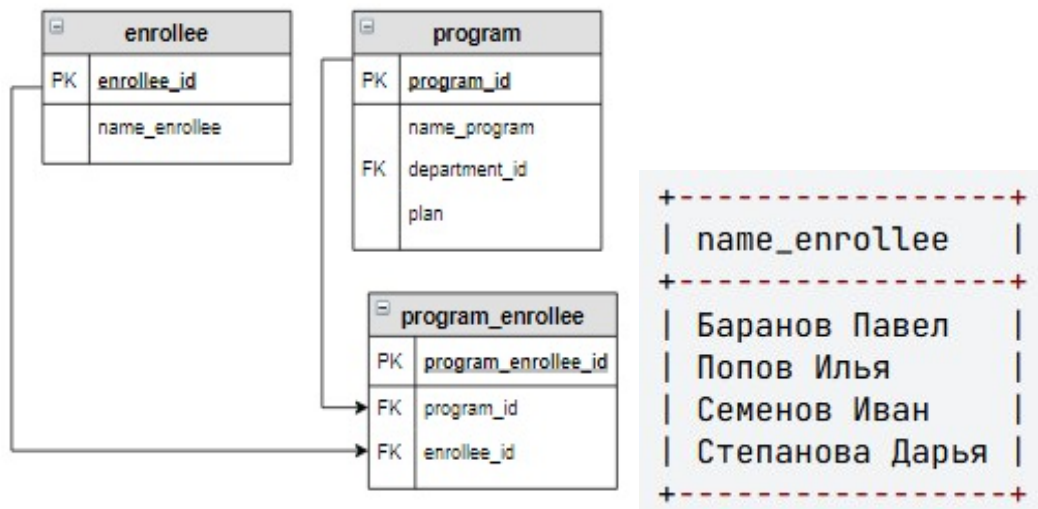 enrollee
PK enrollee_id
name_enrollee
program
PK program_id
name_program
FK department_id
plan
program_enrollee
PK program_enrollee_id
FK program_id
FK enrollee_id
+------------------+
| name_enrollee |
+------------------+
| Баранов Павел |
| Попов Илья |
| Семенов Иван |
| Степанова Дарья |
+------------------+